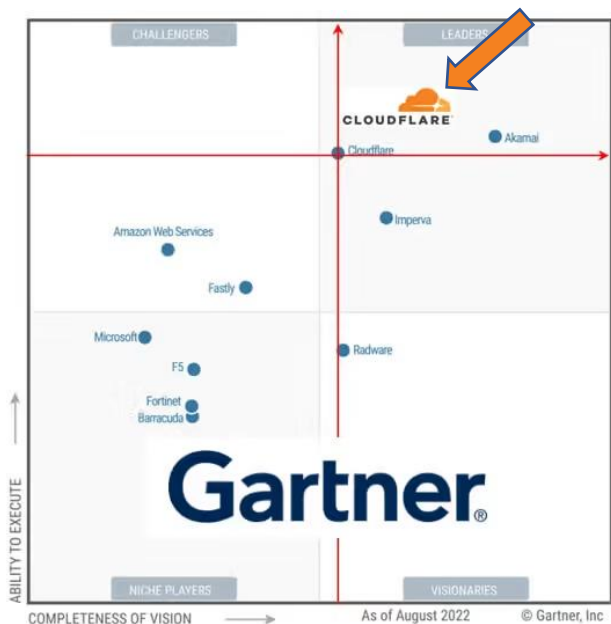 CHALLENGERS
LEADERS
CLOUDFLARE
Akamai
Cloudflare
Imperva
Amazon Web Services
Fastly
Microsoft
Radware
F5
Fortinet
Barracuda
Gartner®
ABILITY TO EXECUTE
NICHE PLAYERS
VISIONARIES
COMPLETENESS OF VISION
As of August 2022
© Gartner, Inc